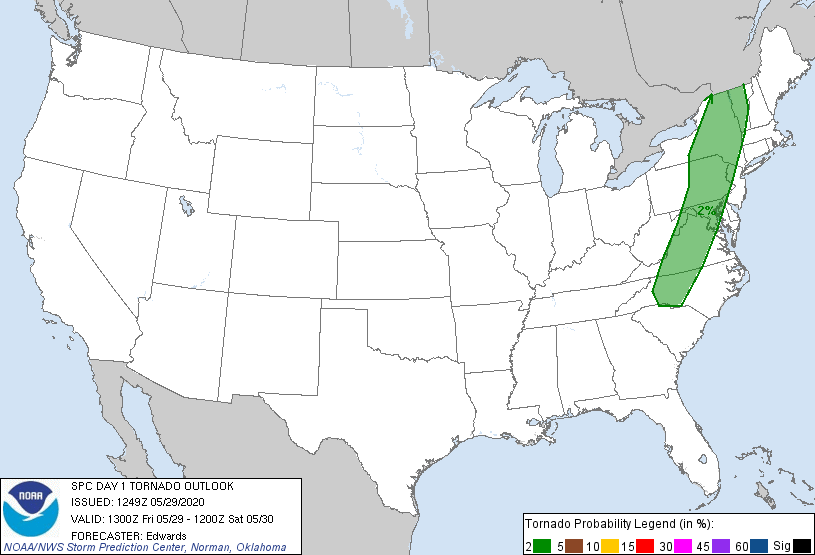 2%
NOAA
SPC DAY 1 TORNADO OUTLOOK
ISSUED: 1249Z 05/29/2020
VALID: 1300Z Fri 05/29 - 1200Z Sat 05/30
FORECASTER: Edwards
NOAA/NWS Storm Prediction Center, Norman, Oklahoma
Tornado Probability Legend (in %):
2 5 10 15 30 45 60 Sig